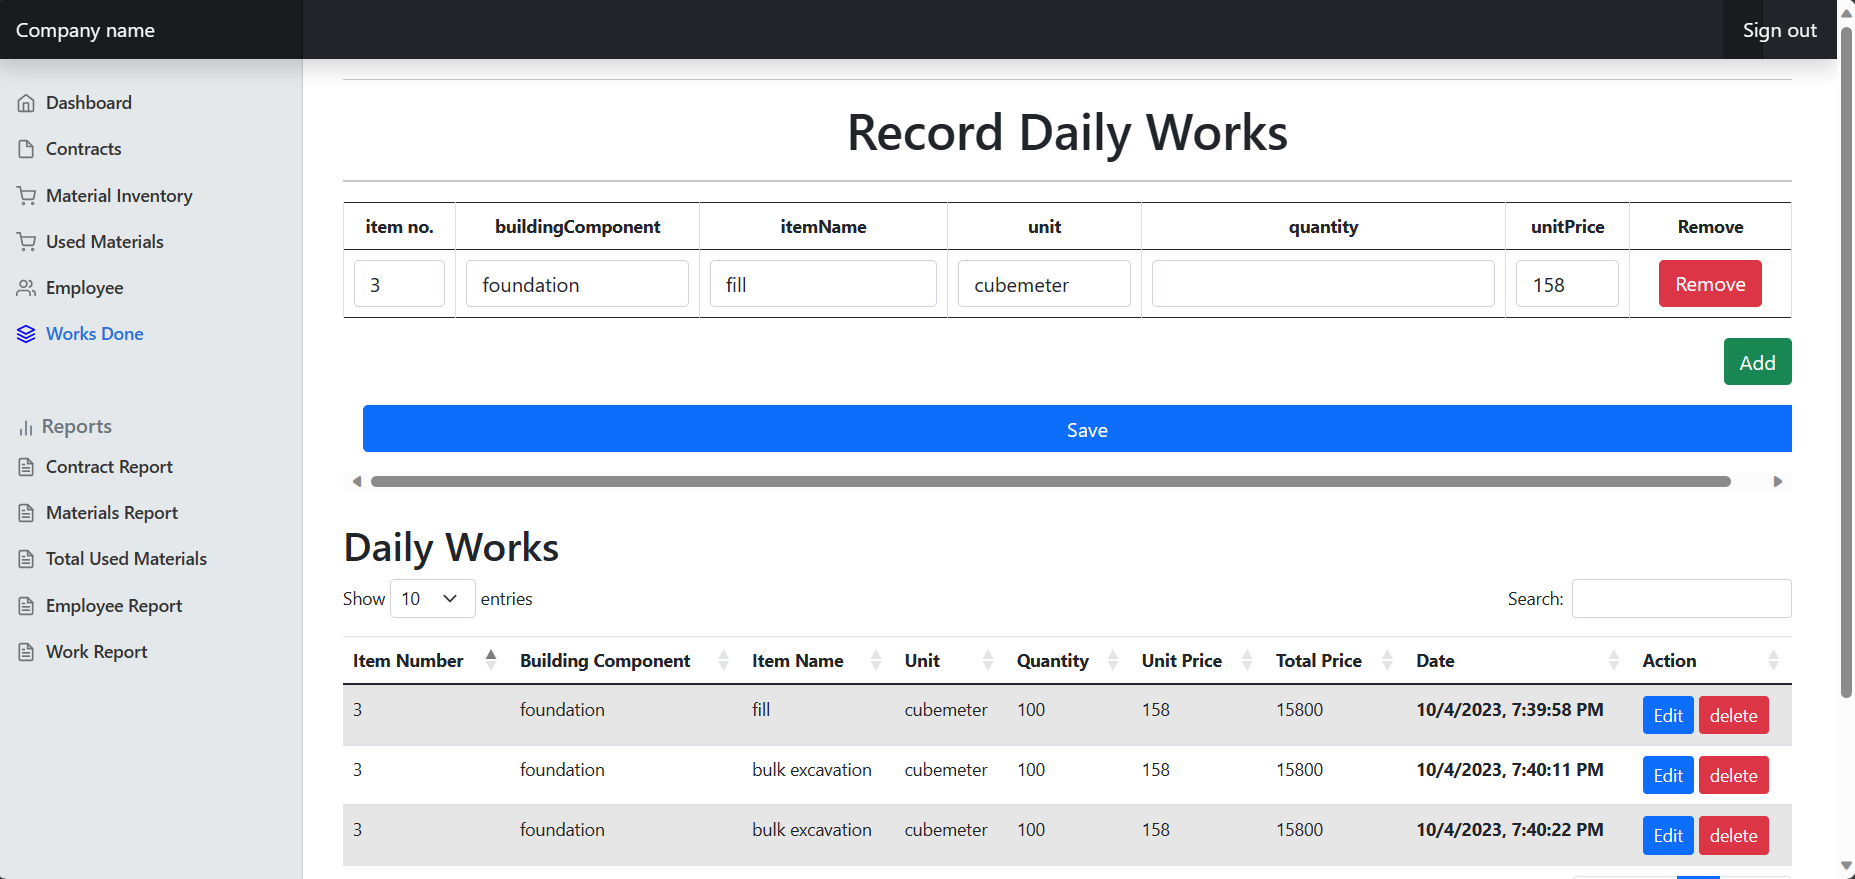 Company name
Sign out
Dashboard
Contracts
Material Inventory
Used Materials
Employee
Works Done
Reports
Contract Report
Materials Report
Total Used Materials
Employee Report
Work Report
Record Daily Works
item no. buildingComponent itemName unit quantity unitPrice Remove
3 foundation fill cubemeter 158 Remove
Add
Save
Daily Works
Show 10 entries Search:
Item Number Building Component Item Name Unit Quantity Unit Price Total Price Date Action
3 foundation fill cubemeter 100 158 15800 10/4/2023, 7:39:58 PM Edit delete
3 foundation bulk excavation cubemeter 100 158 15800 10/4/2023, 7:40:11 PM Edit delete
3 foundation bulk excavation cubemeter 100 158 15800 10/4/2023, 7:40:22 PM Edit delete